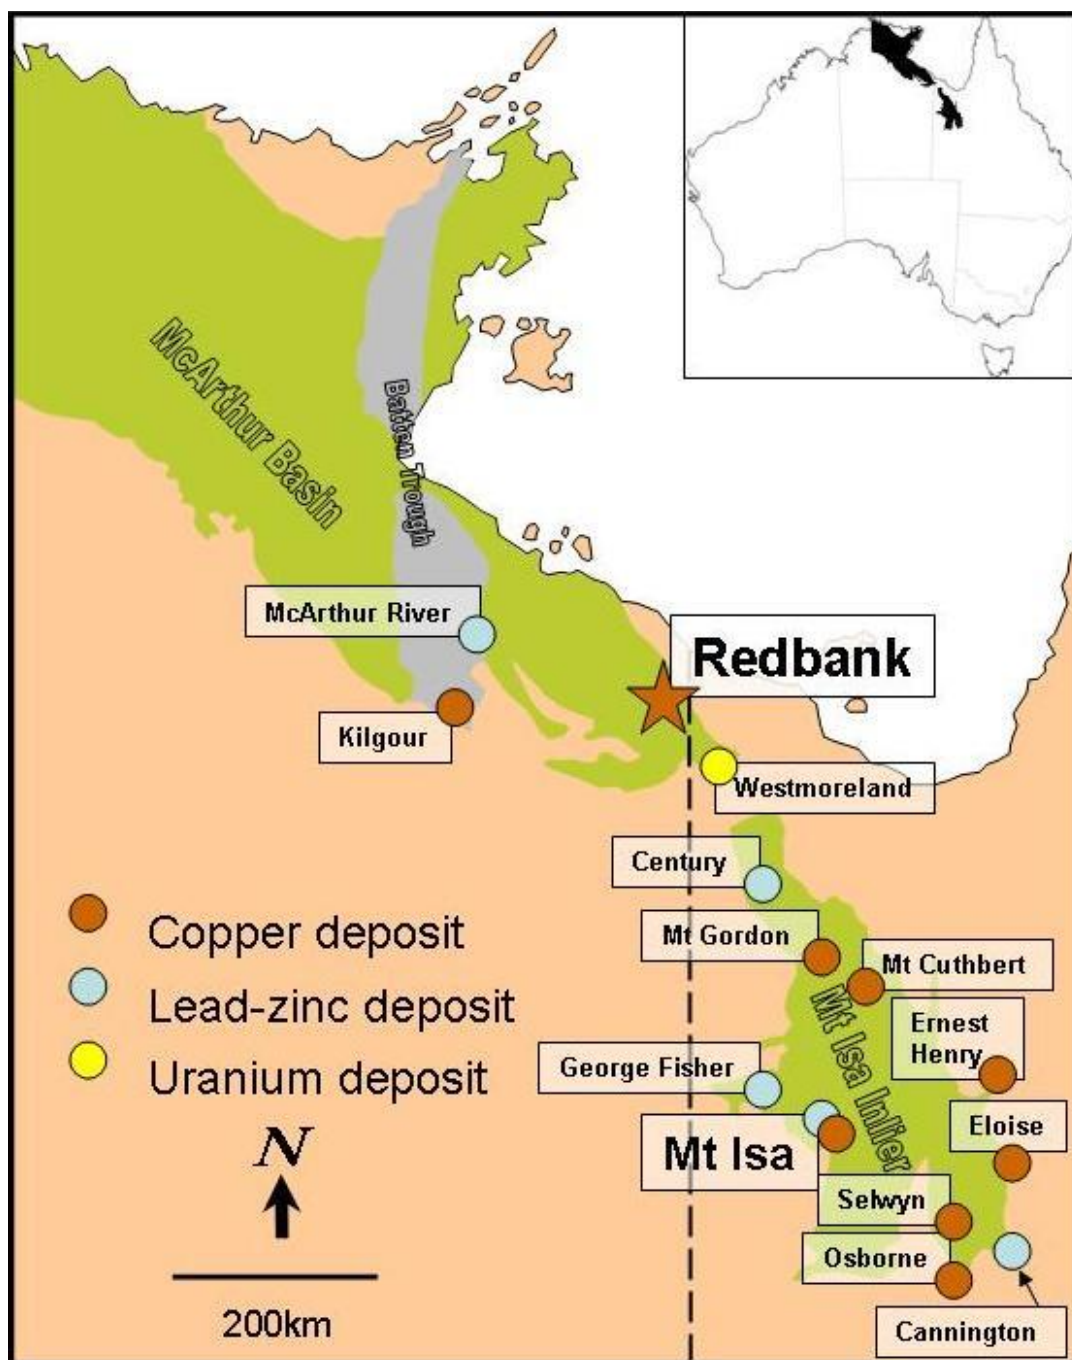 McArthur Basin
Batten Trough
McArthur River
Redbank
Kilgour
Westmoreland
Century
Mt Gordon
Mt Cuthbert
Mt Isa Inlier
Ernest
Henry
George Fisher
Eloise
Mt Isa
Selwyn
Osborne
Cannington
Copper deposit
Lead-zinc deposit
Uranium deposit
N
200km